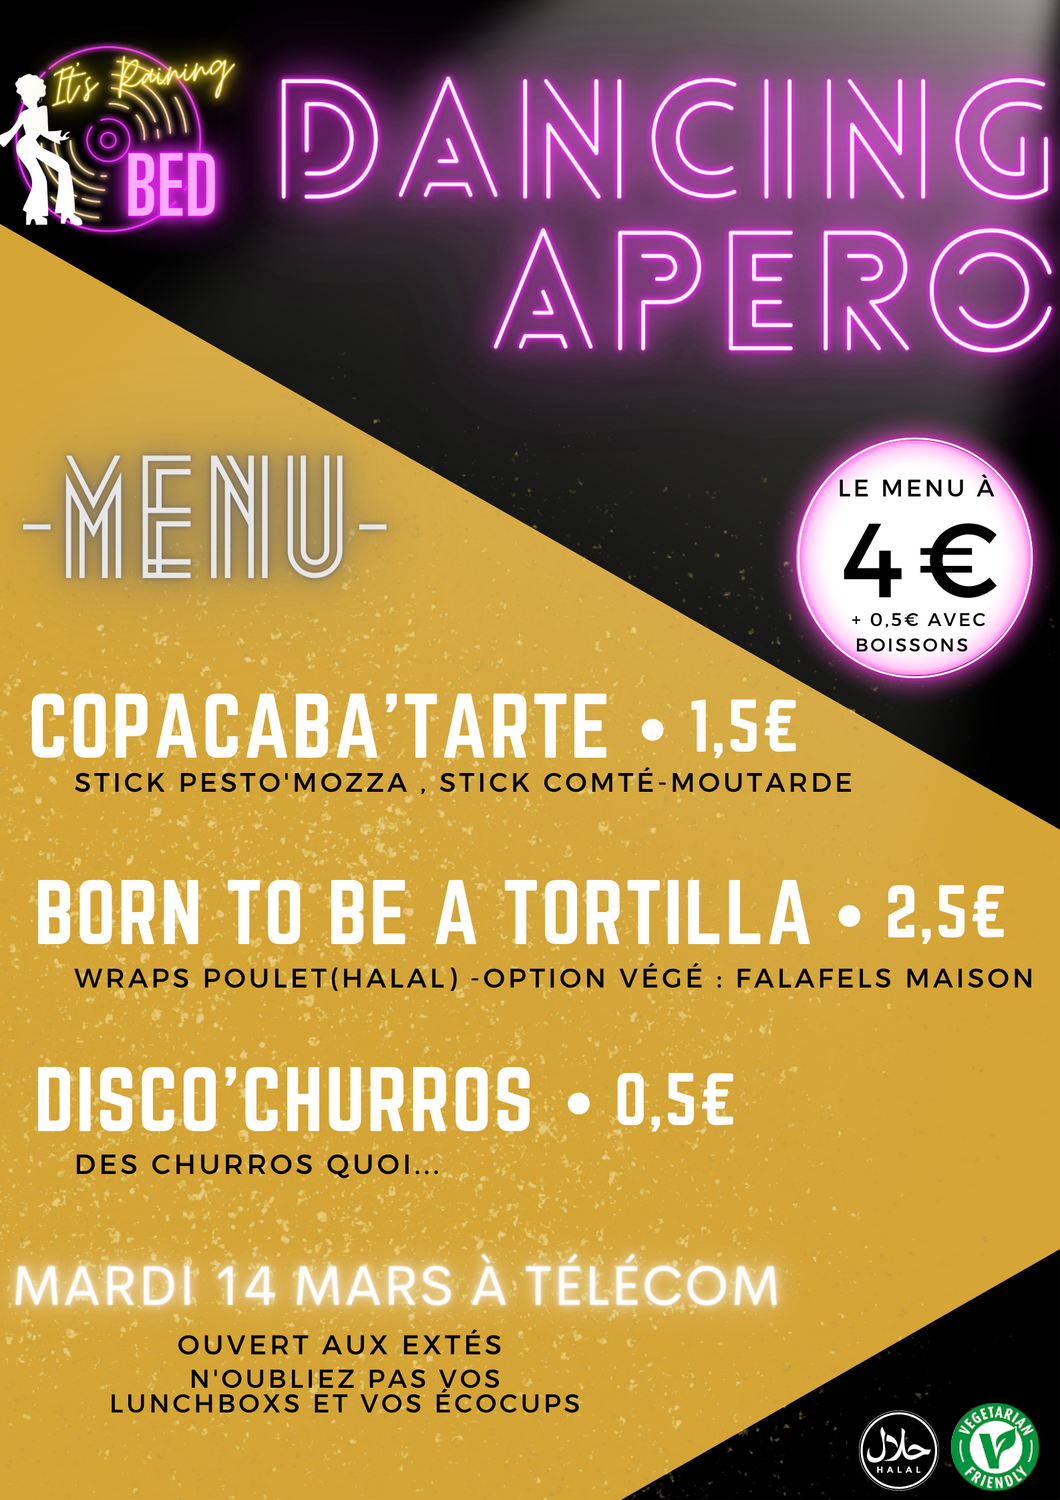 It's Raining
BED
DANCING
APERO
-MENU-
LE MENU À
4€
+ 0,5€ AVEC
BOISSONS
COPACABA'TARTE • 1,5€
STICK PESTO'MOZZA , STICK COMTÉ-MOUTARDE
BORN TO BE A TORTILLA • 2,5€
WRAPS POULET(HALAL) -OPTION VÉGÉ : FALAFELS MAISON
DISCO'CHURROS • 0,5€
DES CHURROS QUOI...
MARDI 14 MARS À TÉLÉCOM
OUVERT AUX EXTÉS
N'OUBLIEZ PAS VOS
LUNCHBOXS ET VOS ÉCOCUPS
حلال
HALAL
VEGETARIAN
FRIENDLY